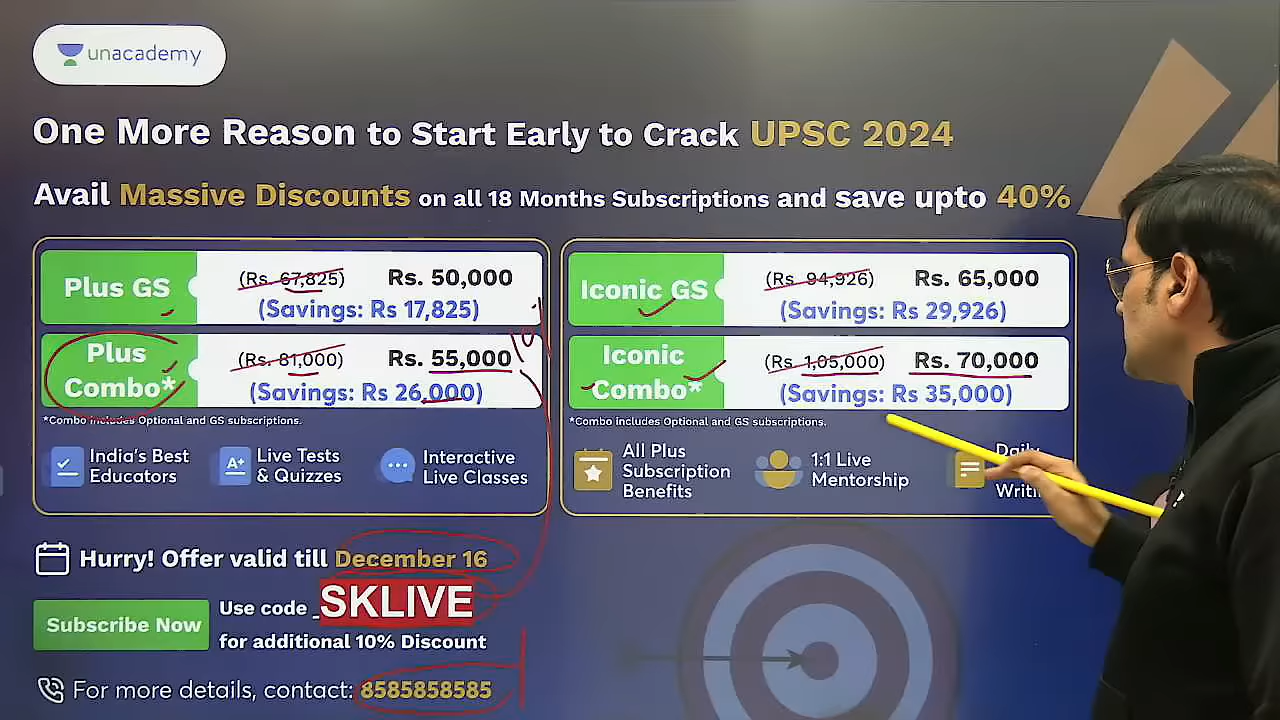 unacademy
One More Reason to Start Early to Crack UPSC 2024
Avail Massive Discounts on all 18 Months Subscriptions and save upto 40%
Plus GS
(Rs. 67,825) Rs. 50,000
(Savings: Rs 17,825)
Plus Combo*
(Rs. 81,000) Rs. 55,000
(Savings: Rs 26,000)
*Combo includes Optional and GS subscriptions.
India's Best Educators
Live Tests & Quizzes
Interactive Live Classes
Iconic GS
(Rs. 94,926) Rs. 65,000
(Savings: Rs 29,926)
Iconic Combo*
(Rs. 1,05,000) Rs. 70,000
(Savings: Rs 35,000)
*Combo includes Optional and GS subscriptions.
All Plus Subscription Benefits
1:1 Live Mentorship
Daily
Hurry! Offer valid till December 16
Subscribe Now
Use code SKLIVE
for additional 10% Discount
For more details, contact: 8585858585